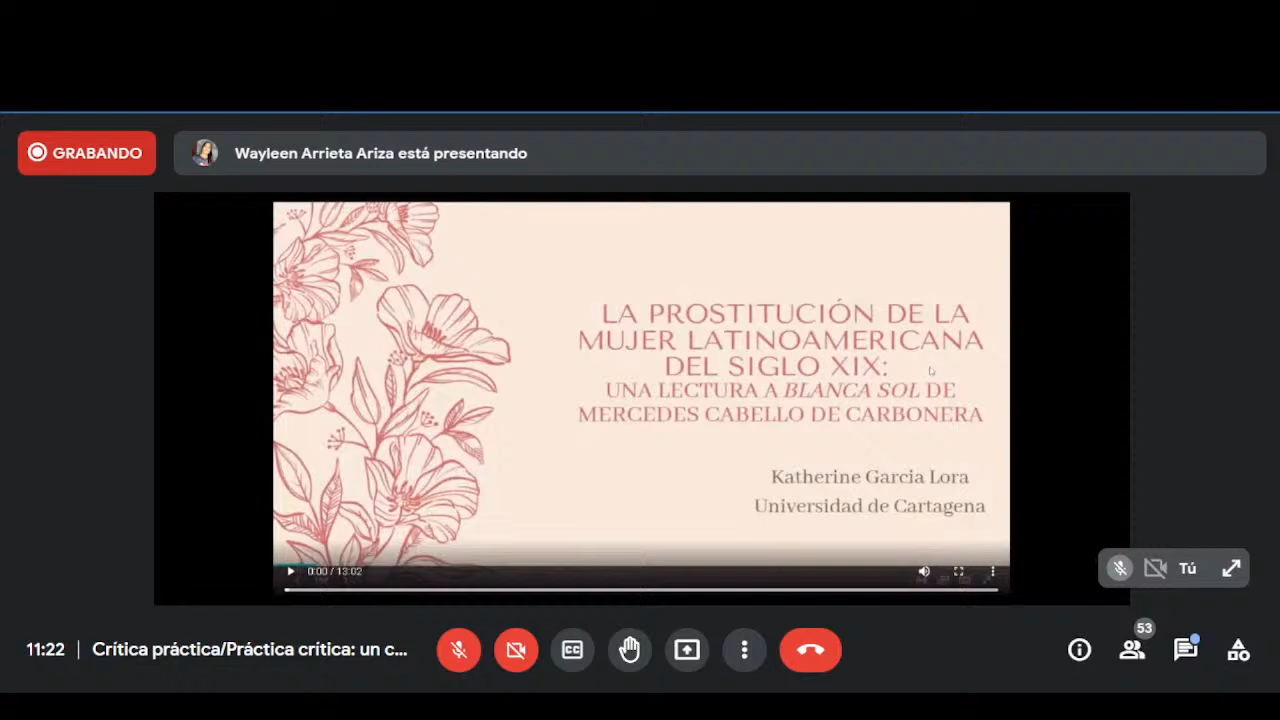 GRABANDO
Wayleen Arrieta Ariza está presentando
LA PROSTITUCIÓN DE LA
MUJER LATINOAMERICANA
DEL SIGLO XIX:
UNA LECTURA A BLANCA SOL DE
MERCEDES CABELLO DE CARBONERA
Katherine Garcia Lora
Universidad de Cartagena
0:00 / 13:02
Tú
11:22 | Crítica práctica/Práctica crítica: un c...
CC
53